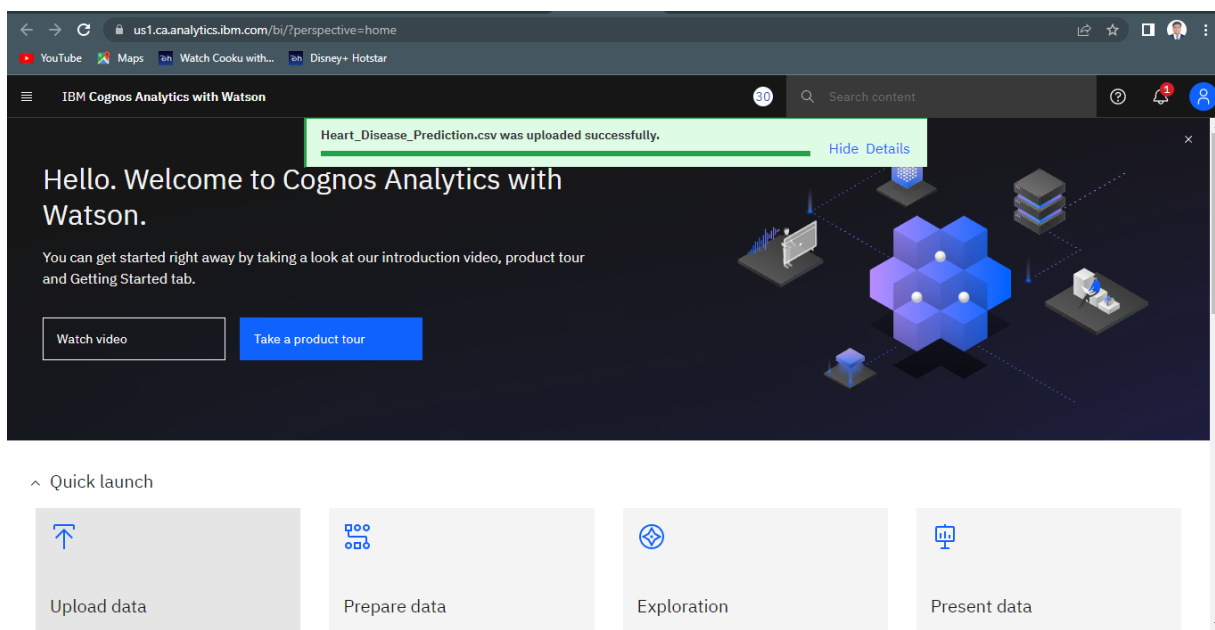 us1.ca.analytics.ibm.com/bi/?perspective=home
YouTube Maps Watch Cooku with... Disney+ Hotstar
IBM Cognos Analytics with Watson 30 Search content 1
Heart_Disease_Prediction.csv was uploaded successfully.
Hide Details
Hello. Welcome to Cognos Analytics with
Watson.
You can get started right away by taking a look at our introduction video, product tour
and Getting Started tab.
Watch video Take a product tour
Quick launch
Upload data Prepare data Exploration Present data